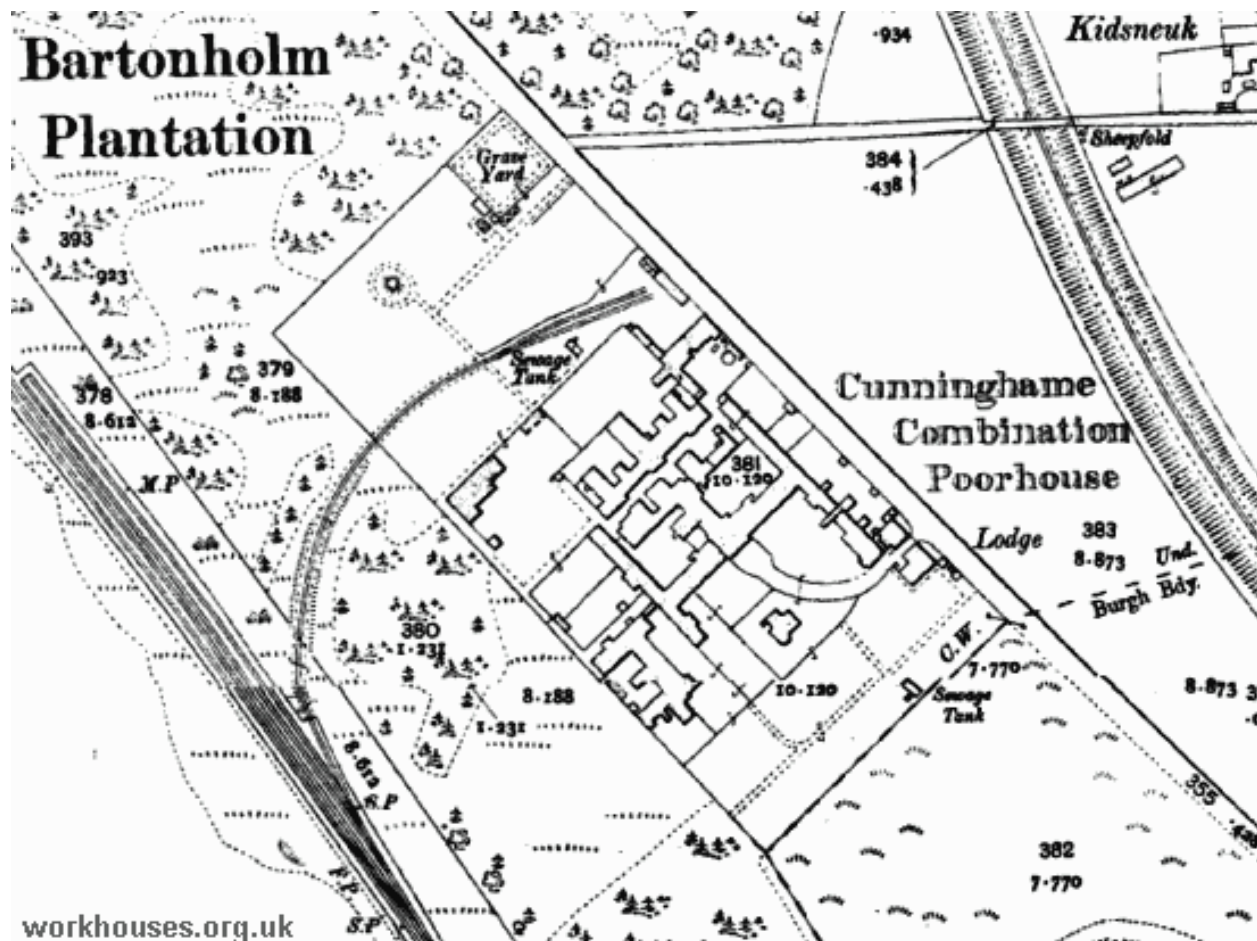 Bartonholm
Plantation
·934
Kidsneuk
Grave
Yard
Sheepfold
384
·438
393
·923
379
8·188
378
8·612
M.P
Sewage
Tank
Cunninghame
Combination
Poorhouse
381
10·120
Lodge
383
8·873
Und.
Burgh Bdy.
380
1·231
8·188
1·231
10·120
C.W.
7·770
Sewage
Tank
8·873
8·612
S.P
355
382
7·770
F.P.
S.P
workhouses.org.uk